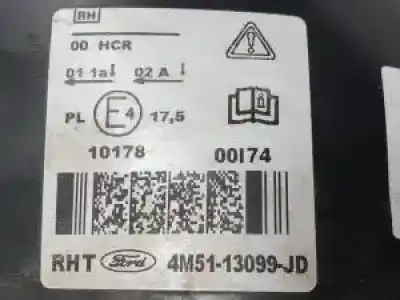 RH
00 HCR
01 1a 02 A
PL E4 17,5
10178 00I74
RHT Ford 4M51-13099-JD